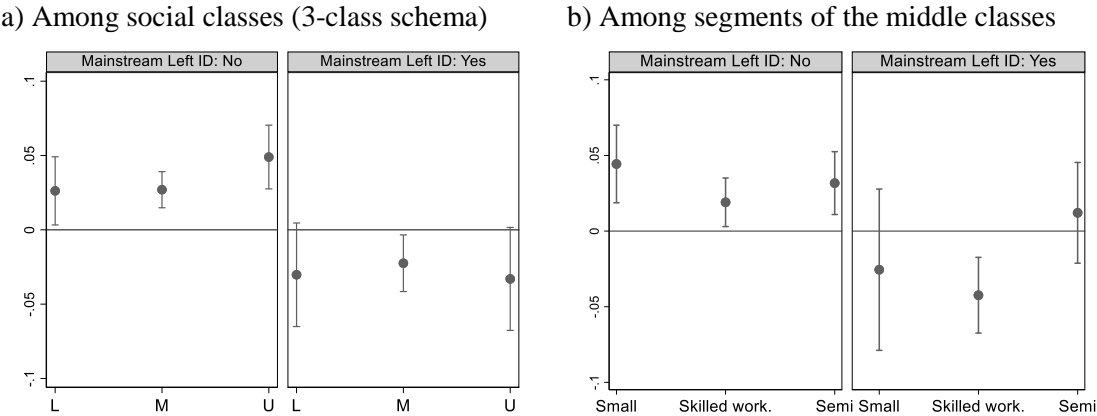 a) Among social classes (3-class schema)
b) Among segments of the middle classes
Mainstream Left ID: No
Mainstream Left ID: Yes
.1
.05
0
-.05
-.1
L
M
U
L
M
U
Mainstream Left ID: No
Mainstream Left ID: Yes
.1
.05
0
-.05
-.1
Small
Skilled work.
Semi
Small
Skilled work.
Semi